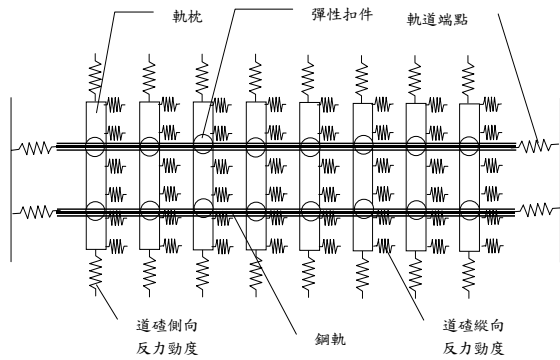 軌枕
彈性扣件
軌道端點
道碴側向
反力勁度
鋼軌
道碴縱向
反力勁度